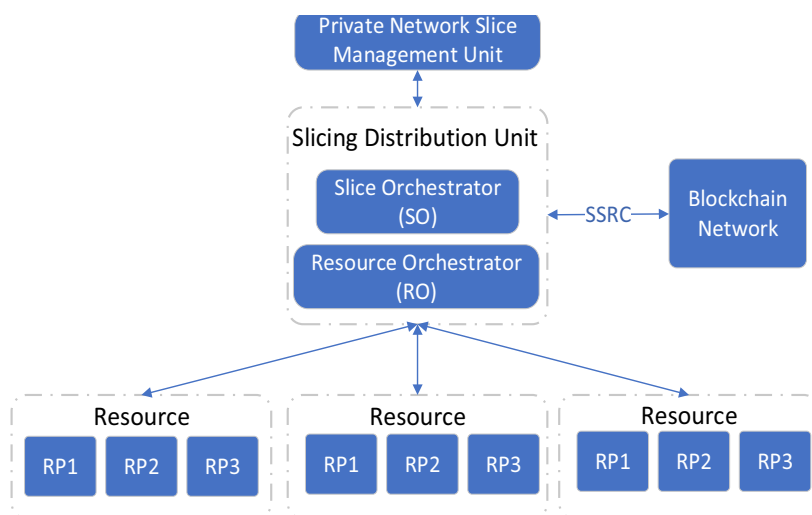 Private Network Slice
Management Unit
Slicing Distribution Unit
Slice Orchestrator
(SO)
SSRC
Blockchain
Network
Resource Orchestrator
(RO)
Resource
RP1 RP2 RP3
Resource
RP1 RP2 RP3
Resource
RP1 RP2 RP3